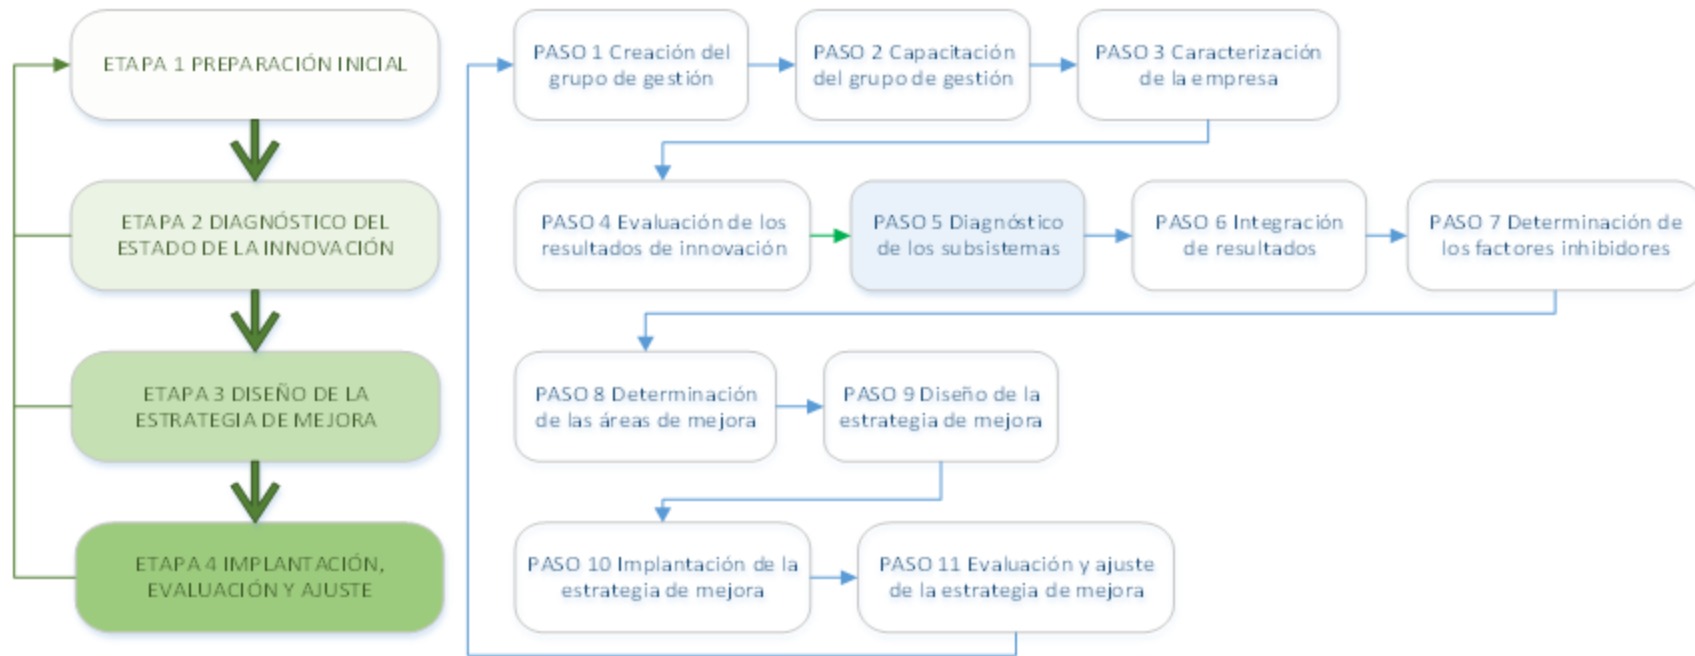 ETAPA 1 PREPARACIÓN INICIAL
PASO 1 Creación del
grupo de gestión
PASO 2 Capacitación
del grupo de gestión
PASO 3 Caracterización
de la empresa
ETAPA 2 DIAGNÓSTICO DEL
ESTADO DE LA INNOVACIÓN
PASO 4 Evaluación de los
resultados de innovación
PASO 5 Diagnóstico
de los subsistemas
PASO 6 Integración
de resultados
PASO 7 Determinación de
los factores inhibidores
ETAPA 3 DISEÑO DE LA
ESTRATEGIA DE MEJORA
PASO 8 Determinación
de las áreas de mejora
PASO 9 Diseño de la
estrategia de mejora
ETAPA 4 IMPLANTACIÓN,
EVALUACIÓN Y AJUSTE
PASO 10 Implantación de la
estrategia de mejora
PASO 11 Evaluación y ajuste
de la estrategia de mejora